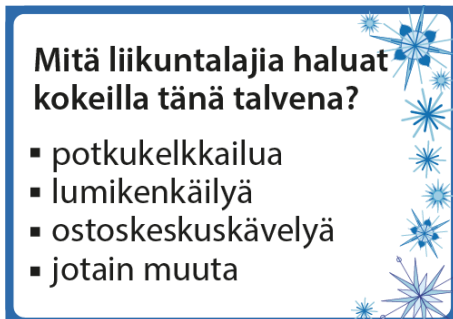 Mitä liikuntalajia haluat
kokeilla tänä talvena?
▪ potkukelkkailua
▪ lumikenkäilyä
▪ ostoskeskuskävelyä
▪ jotain muuta